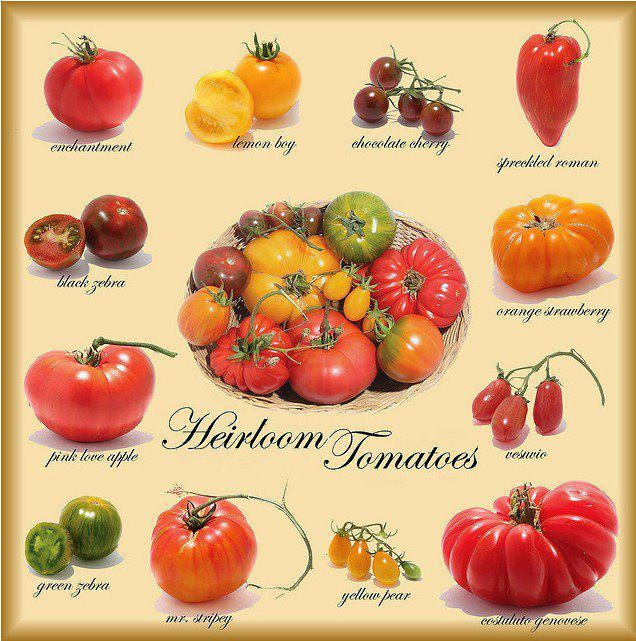 enchantment
lemon boy
chocolate cherry
spreckled roman
black zebra
orange strawberry
Heirloom Tomatoes
pink love apple
vesuvio
green zebra
mr. stripey
yellow pear
costuluto genovese